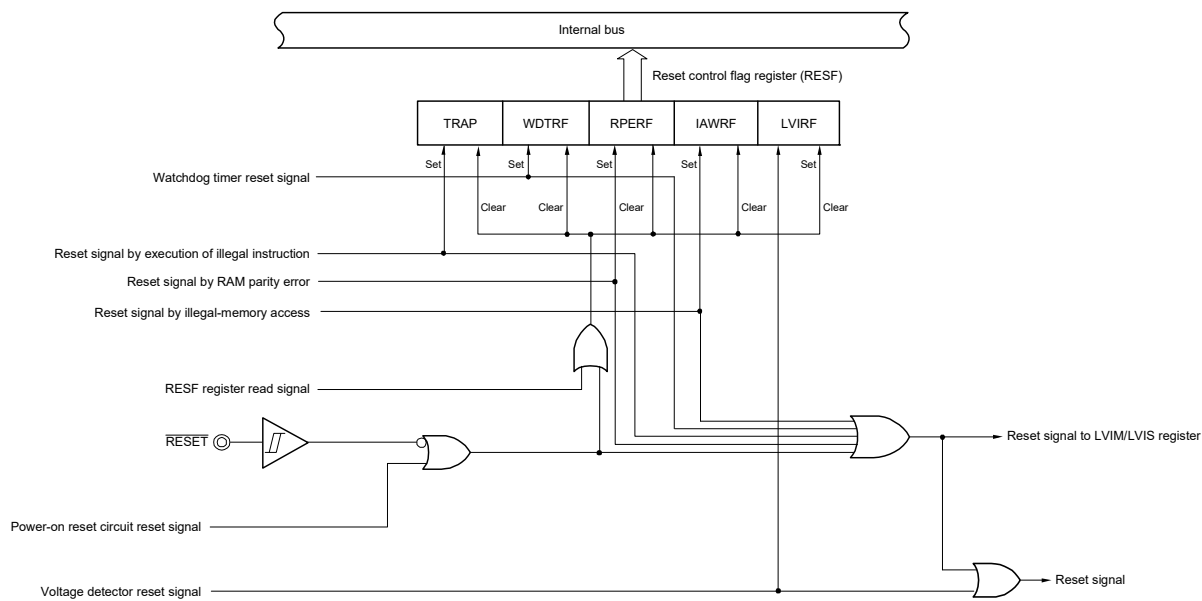 Internal bus
Reset control flag register (RESF)
TRAP WDTRF RPERF IAWRF LVIRF
Set Set Set Set Set
Watchdog timer reset signal
Clear Clear Clear Clear Clear
Reset signal by execution of illegal instruction
Reset signal by RAM parity error
Reset signal by illegal-memory access
RESF register read signal
RESET
Reset signal to LVIM/LVIS register
Power-on reset circuit reset signal
Voltage detector reset signal
Reset signal